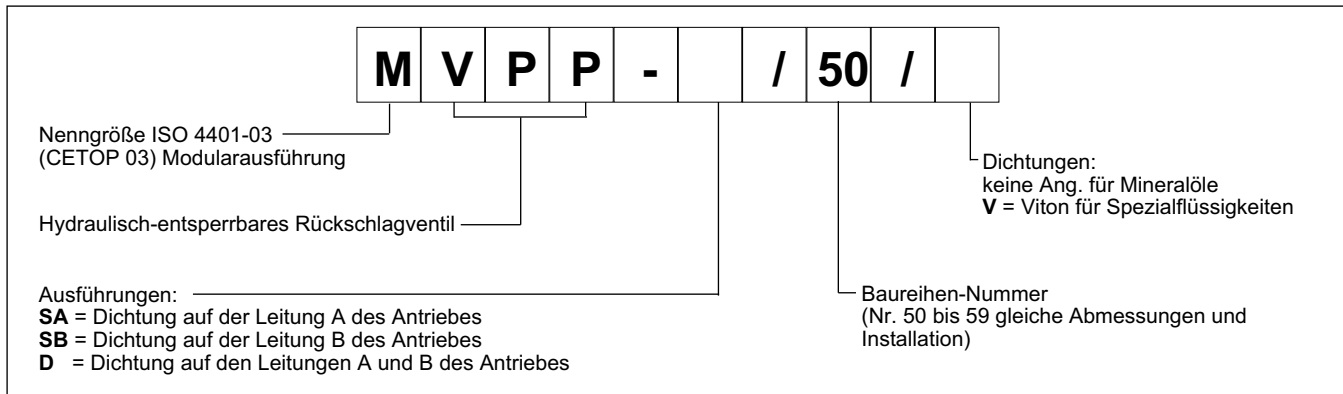 M V P P - / 50 /
Nenngröße ISO 4401-03
(CETOP 03) Modularausführung
Hydraulisch-entsperrbares Rückschlagventil
Ausführungen:
SA = Dichtung auf der Leitung A des Antriebes
SB = Dichtung auf der Leitung B des Antriebes
D = Dichtung auf den Leitungen A und B des Antriebes
Dichtungen:
keine Ang. für Mineralöle
V = Viton für Spezialflüssigkeiten
Baureihen-Nummer
(Nr. 50 bis 59 gleiche Abmessungen und
Installation)